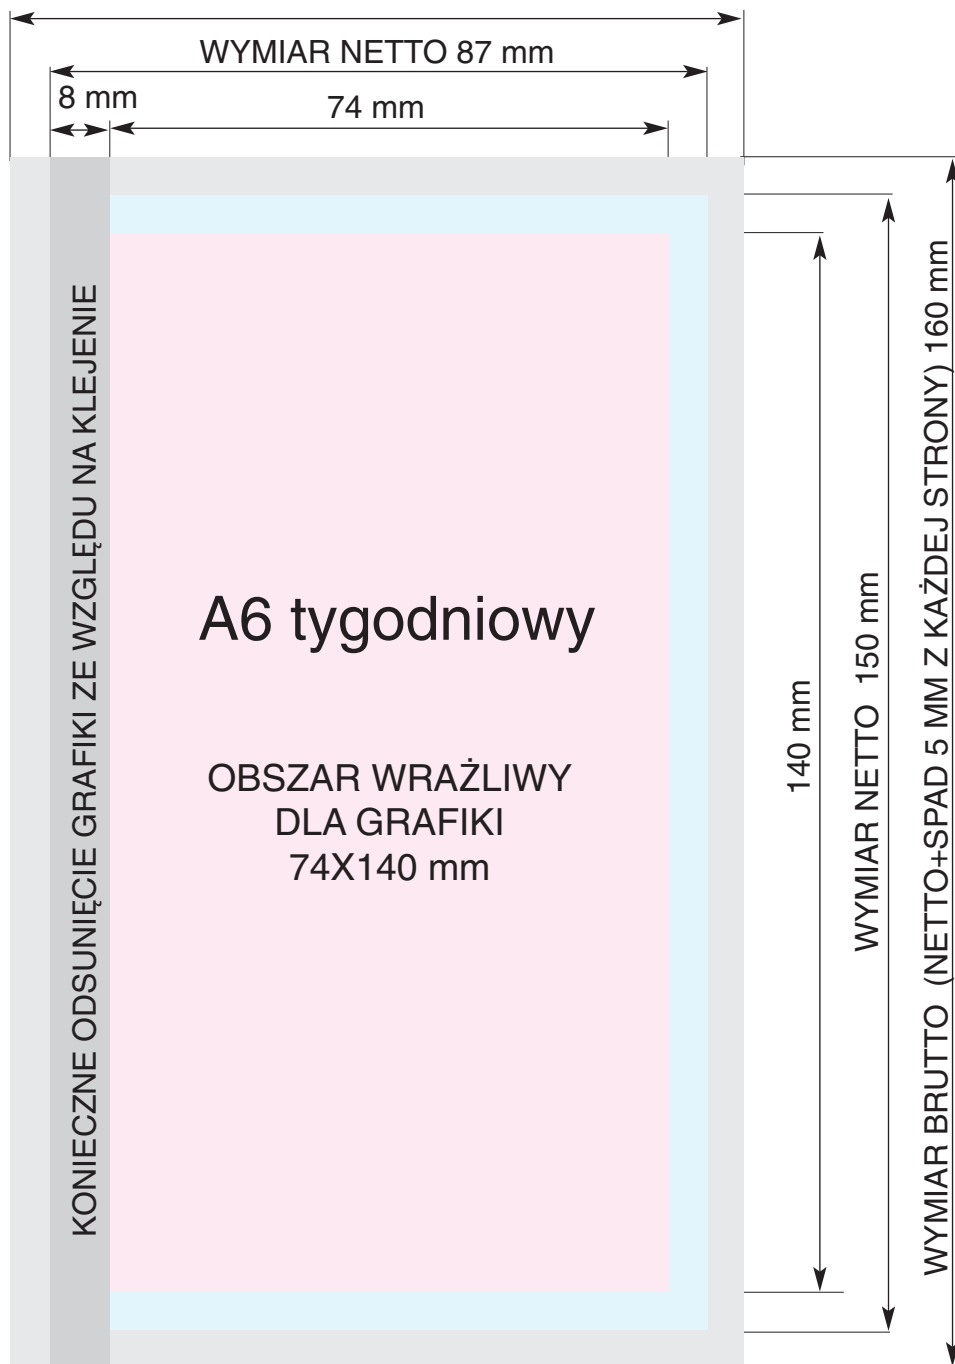 WYMIAR NETTO 87 mm
8 mm
74 mm
KONIECZNE ODSUNIĘCIE GRAFIKI ZE WZGLĘDU NA KLEJENIE
A6 tygodniowy
OBSZAR WRAŻLIWY
DLA GRAFIKI
74X140 mm
140 mm
WYMIAR NETTO 150 mm
WYMIAR BRUTTO (NETTO+SPAD 5 MM Z KAŻDEJ STRONY) 160 mm